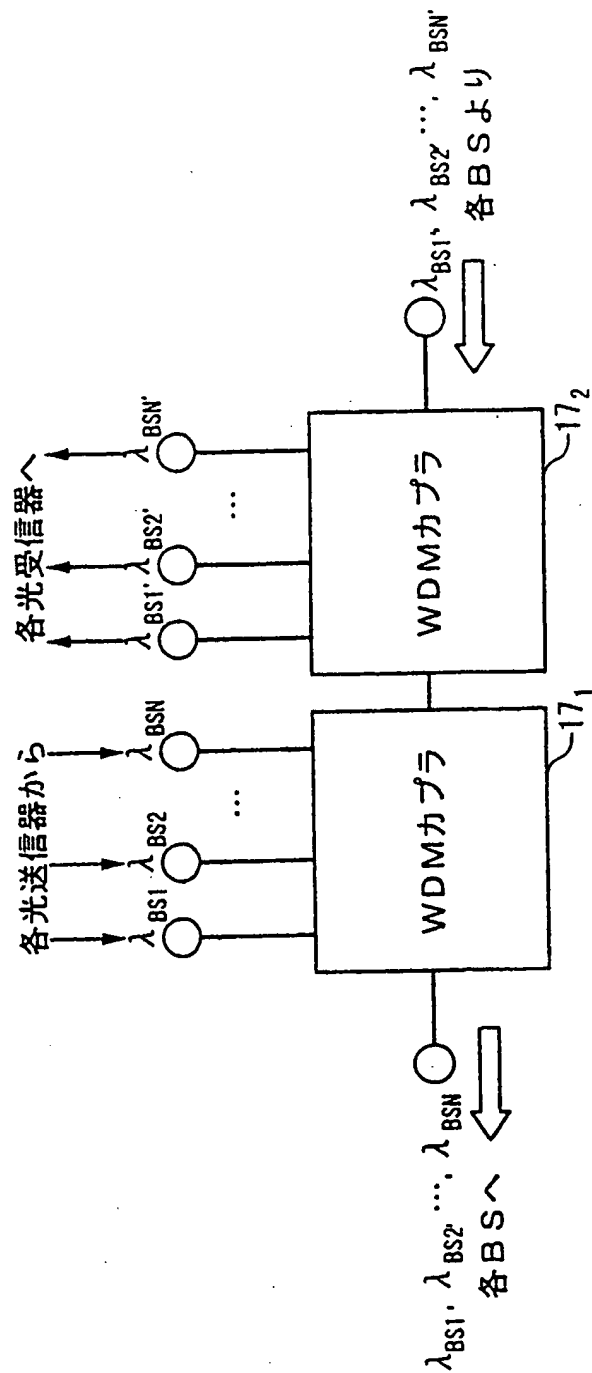 各光送信器から
各光受信器へ
λBS1
λBS2
...
λBSN
λBS1'
λBS2'
...
λBSN'
WDMカプラ
WDMカプラ
17₁
17₂
λBS1, λBS2, ..., λBSN
各BSへ
λBS1', λBS2', ..., λBSN'
各BSより